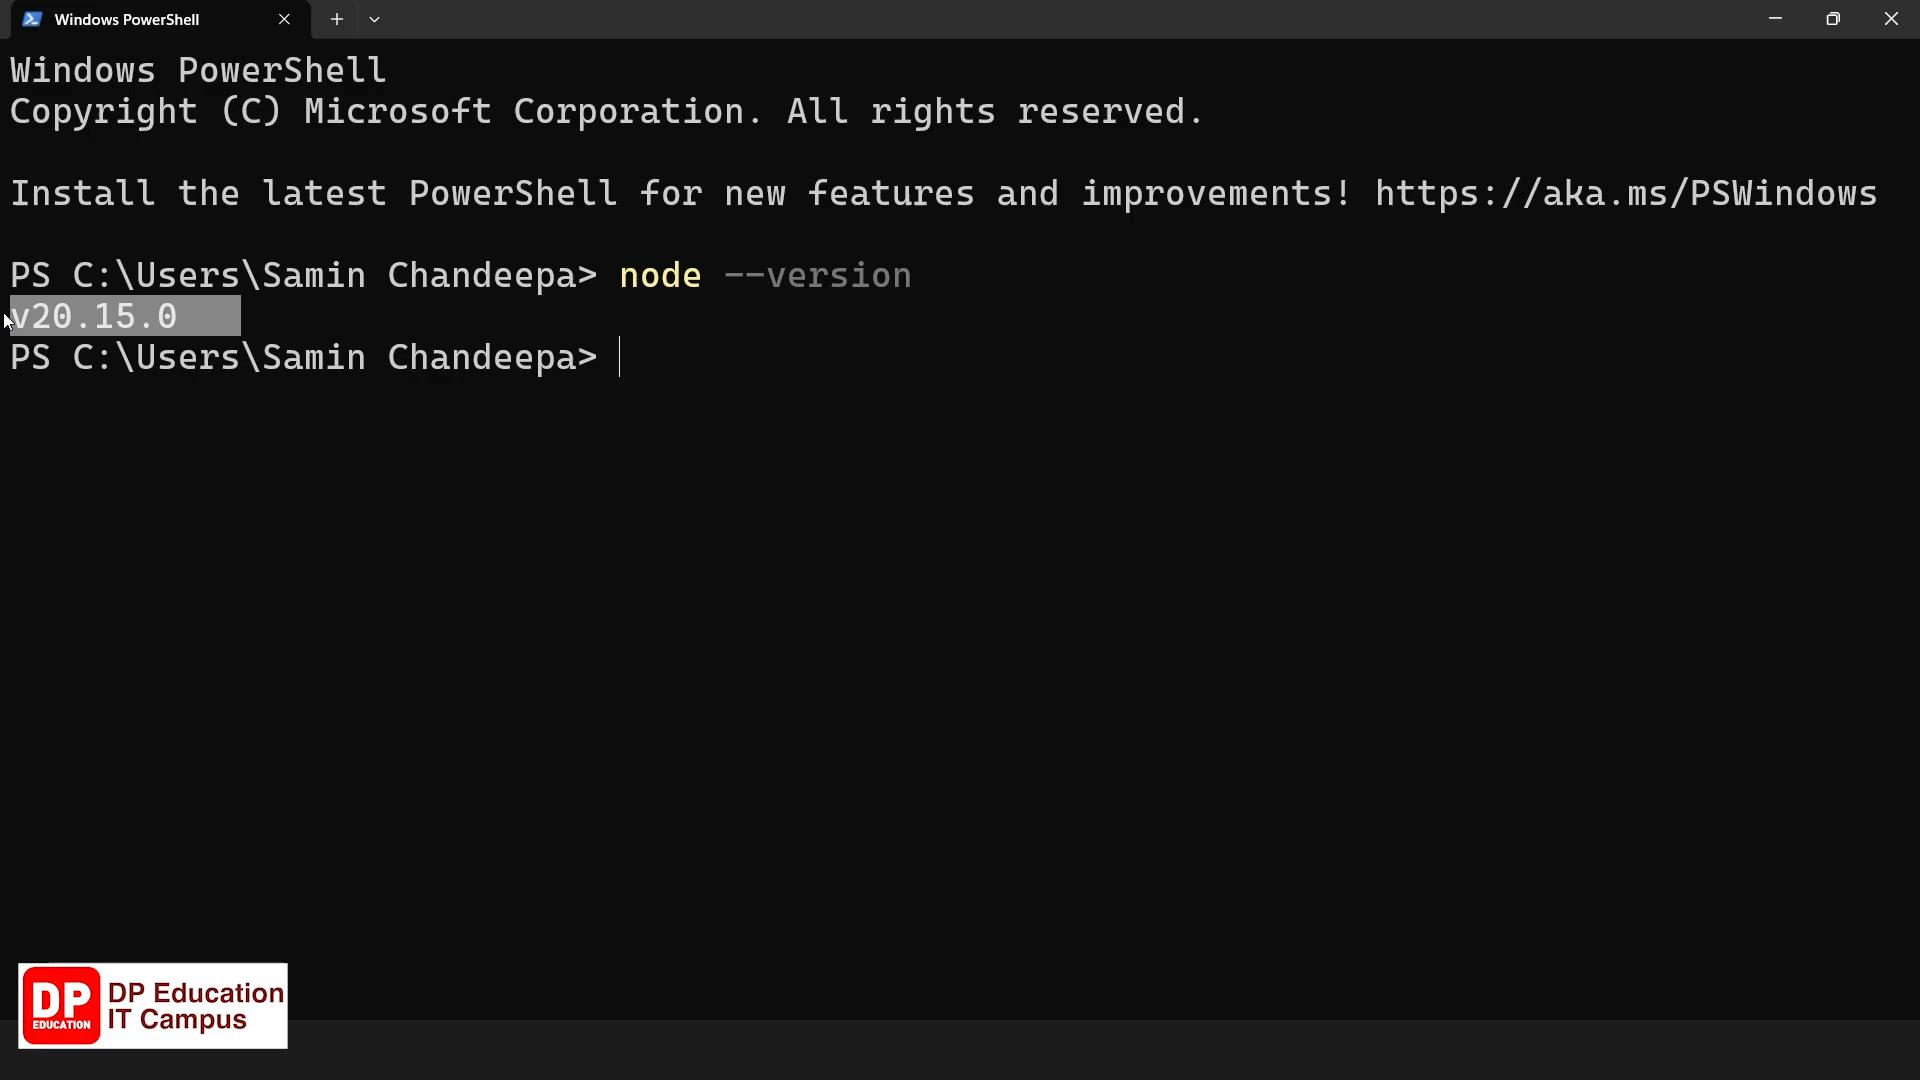 Windows PowerShell
Windows PowerShell
Copyright (C) Microsoft Corporation. All rights reserved.
Install the latest PowerShell for new features and improvements! https://aka.ms/PSWindows
PS C:\Users\Samin Chandeepa> node --version
v20.15.0
PS C:\Users\Samin Chandeepa>
DP
EDUCATION
DP Education
IT Campus